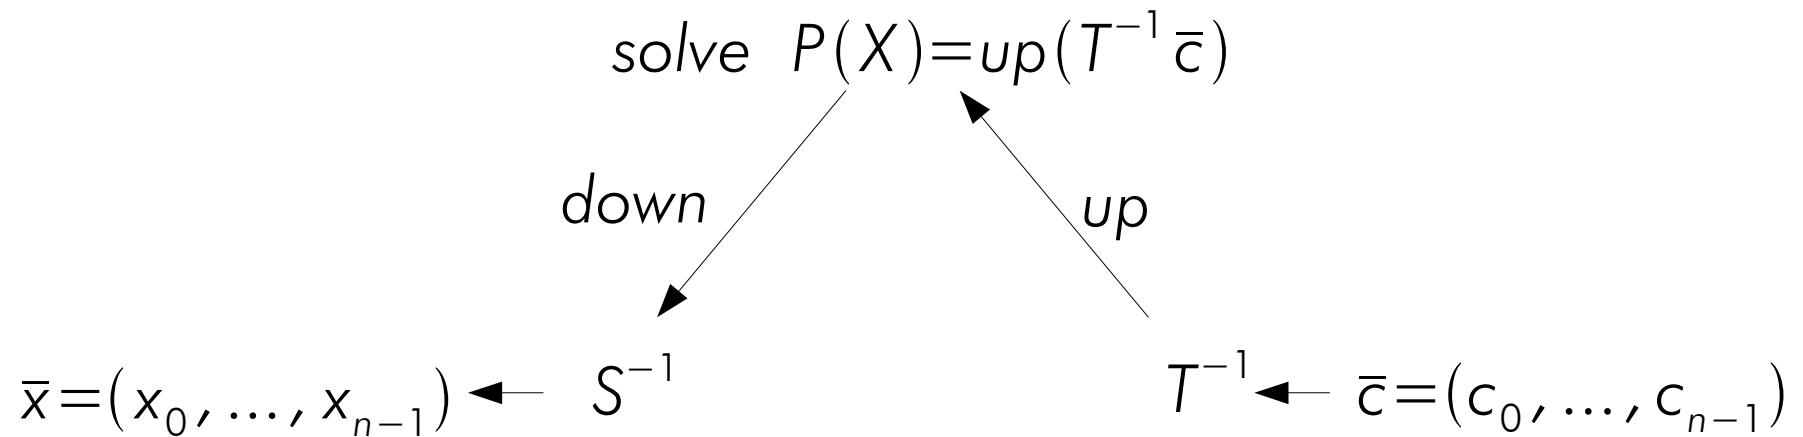 solve P(X)=up(T⁻¹ c̅)
down
up
x̅=(x₀,...,xₙ₋₁)
S⁻¹
T⁻¹
c̅=(c₀,...,cₙ₋₁)